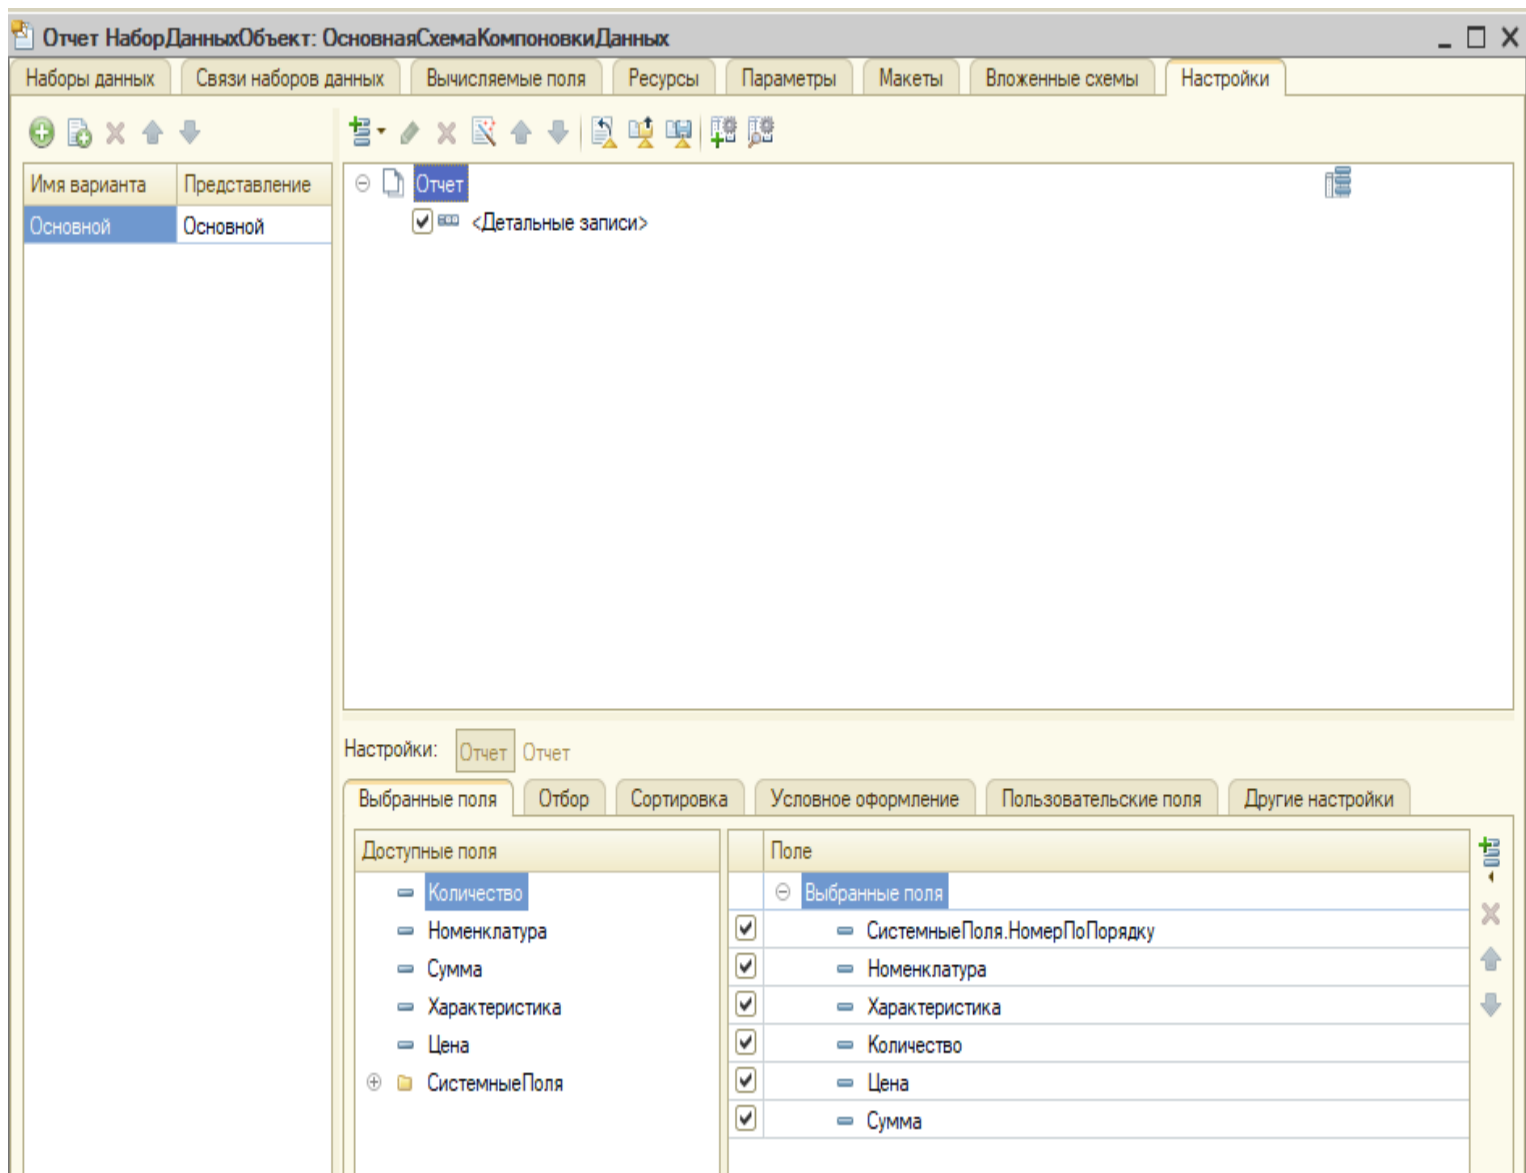 Отчет НаборДанныхОбъект: ОсновнаяСхемаКомпоновкиДанных
Наборы данных Связи наборов данных Вычисляемые поля Ресурсы Параметры Макеты Вложенные схемы Настройки
Имя варианта Представление
Основной Основной
Отчет
<Детальные записи>
Настройки: Отчет Отчет
Выбранные поля Отбор Сортировка Условное оформление Пользовательские поля Другие настройки
Доступные поля Поле
Количество Выбранные поля
Номенклатура СистемныеПоля.НомерПоПорядку
Сумма Номенклатура
Характеристика Характеристика
Цена Количество
СистемныеПоля Цена
Сумма